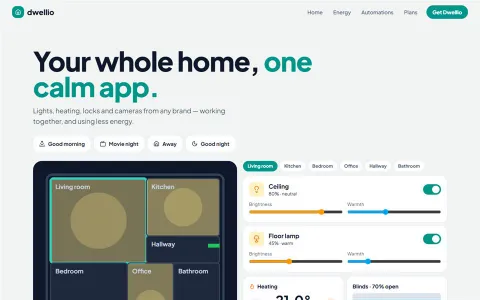 dwellio
Home
Energy
Automations
Plans
Get Dwellio
Your whole home, one
calm app.
Lights, heating, locks and cameras from any brand — working
together, and using less energy.
Good morning
Movie night
Away
Good night
Living room
Kitchen
Hallway
Bedroom
Office
Bathroom
Living room
Kitchen
Bedroom
Office
Hallway
Bathroom
Ceiling
80% · neutral
Brightness
Warmth
Floor lamp
45% · warm
Brightness
Warmth
Heating
21.0°
Blinds · 70% open